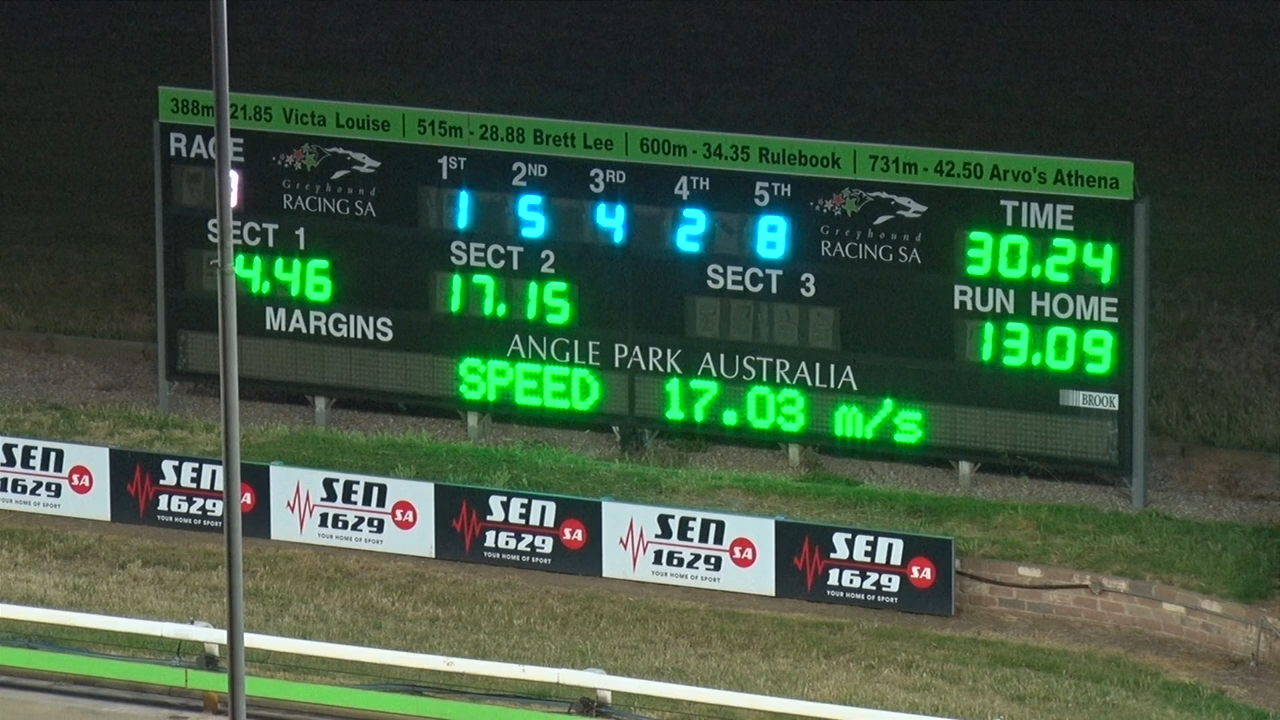 388m 21.85 Victa Louise | 515m - 28.88 Brett Lee | 600m - 34.35 Rulebook | 731m - 42.50 Arvo's Athena
RACE
Greyhound
RACING SA
1ST 2ND 3RD 4TH 5TH
1 5 4 2 8
Greyhound
RACING SA
TIME
30.24
SECT 1
4.46
SECT 2
17.15
SECT 3
RUN HOME
13.09
MARGINS
ANGLE PARK AUSTRALIA
SPEED 17.03 m/s
BROOK
SEN
1629
SA
YOUR HOME OF SPORT
SEN
1629
YOUR HOME OF SPORT
SEN
1629
SA
YOUR HOME OF SPORT
SEN
1629
SA
YOUR HOME OF SPORT
SEN
1629
SA
YOUR HOME OF SPORT
SEN
1629
SA
YOUR HOME OF SPORT